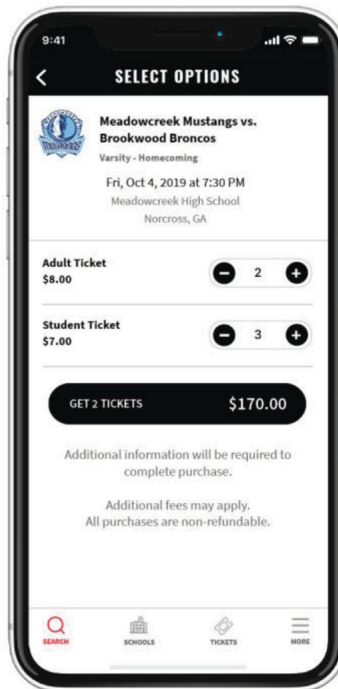 9:41
SELECT OPTIONS
Meadowcreek Mustangs vs.
Brookwood Broncos
Varsity - Homecoming
Fri, Oct 4, 2019 at 7:30 PM
Meadowcreek High School
Norcross, GA
Adult Ticket
$8.00
2
Student Ticket
$7.00
3
GET 2 TICKETS $170.00
Additional information will be required to
complete purchase.
Additional fees may apply.
All purchases are non-refundable.
SEARCH SCHOOLS TICKETS MORE